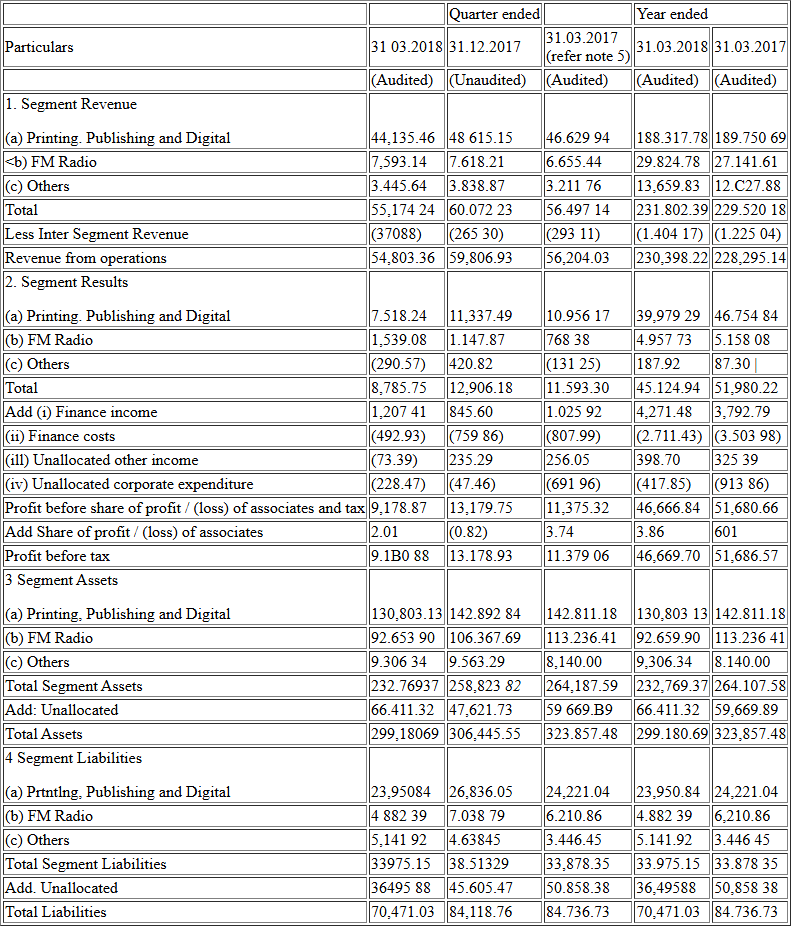 Quarter ended Year ended
Particulars 31 03.2018 31.12.2017 31.03.2017 (refer note 5) 31.03.2018 31.03.2017
(Audited) (Unaudited) (Audited) (Audited) (Audited)
1. Segment Revenue
(a) Printing. Publishing and Digital 44,135.46 48 615.15 46.629 94 188.317.78 189.750 69
<b) FM Radio 7,593.14 7.618.21 6.655.44 29.824.78 27.141.61
(c) Others 3.445.64 3.838.87 3.211 76 13,659.83 12.C27.88
Total 55,174 24 60.072 23 56.497 14 231.802.39 229.520 18
Less Inter Segment Revenue (37088) (265 30) (293 11) (1.404 17) (1.225 04)
Revenue from operations 54,803.36 59,806.93 56,204.03 230,398.22 228,295.14
2. Segment Results
(a) Printing. Publishing and Digital 7.518.24 11,337.49 10.956 17 39,979 29 46.754 84
(b) FM Radio 1,539.08 1.147.87 768 38 4.957 73 5.158 08
(c) Others (290.57) 420.82 (131 25) 187.92 87.30 |
Total 8,785.75 12,906.18 11.593.30 45.124.94 51,980.22
Add (i) Finance income 1,207 41 845.60 1.025 92 4,271.48 3,792.79
(ii) Finance costs (492.93) (759 86) (807.99) (2.711.43) (3.503 98)
(ill) Unallocated other income (73.39) 235.29 256.05 398.70 325 39
(iv) Unallocated corporate expenditure (228.47) (47.46) (691 96) (417.85) (913 86)
Profit before share of profit / (loss) of associates and tax 9,178.87 13,179.75 11,375.32 46,666.84 51,680.66
Add Share of profit / (loss) of associates 2.01 (0.82) 3.74 3.86 601
Profit before tax 9.1B0 88 13.178.93 11.379 06 46,669.70 51,686.57
3 Segment Assets
(a) Printing, Publishing and Digital 130,803.13 142.892 84 142.811.18 130,803 13 142.811.18
(b) FM Radio 92.653 90 106.367.69 113.236.41 92.659.90 113.236 41
(c) Others 9.306 34 9.563.29 8,140.00 9,306.34 8.140.00
Total Segment Assets 232.76937 258,823 82 264,187.59 232,769.37 264.107.58
Add: Unallocated 66.411.32 47,621.73 59 669.B9 66.411.32 59,669.89
Total Assets 299,18069 306,445.55 323.857.48 299.180.69 323,857.48
4 Segment Liabilities
(a) Prtntlng, Publishing and Digital 23,95084 26,836.05 24,221.04 23,950.84 24,221.04
(b) FM Radio 4 882 39 7.038 79 6.210.86 4.882 39 6,210.86
(c) Others 5,141 92 4.63845 3.446.45 5.141.92 3.446 45
Total Segment Liabilities 33975.15 38.51329 33,878.35 33.975.15 33.878 35
Add. Unallocated 36495 88 45.605.47 50.858.38 36,49588 50,858 38
Total Liabilities 70,471.03 84,118.76 84.736.73 70,471.03 84.736.73